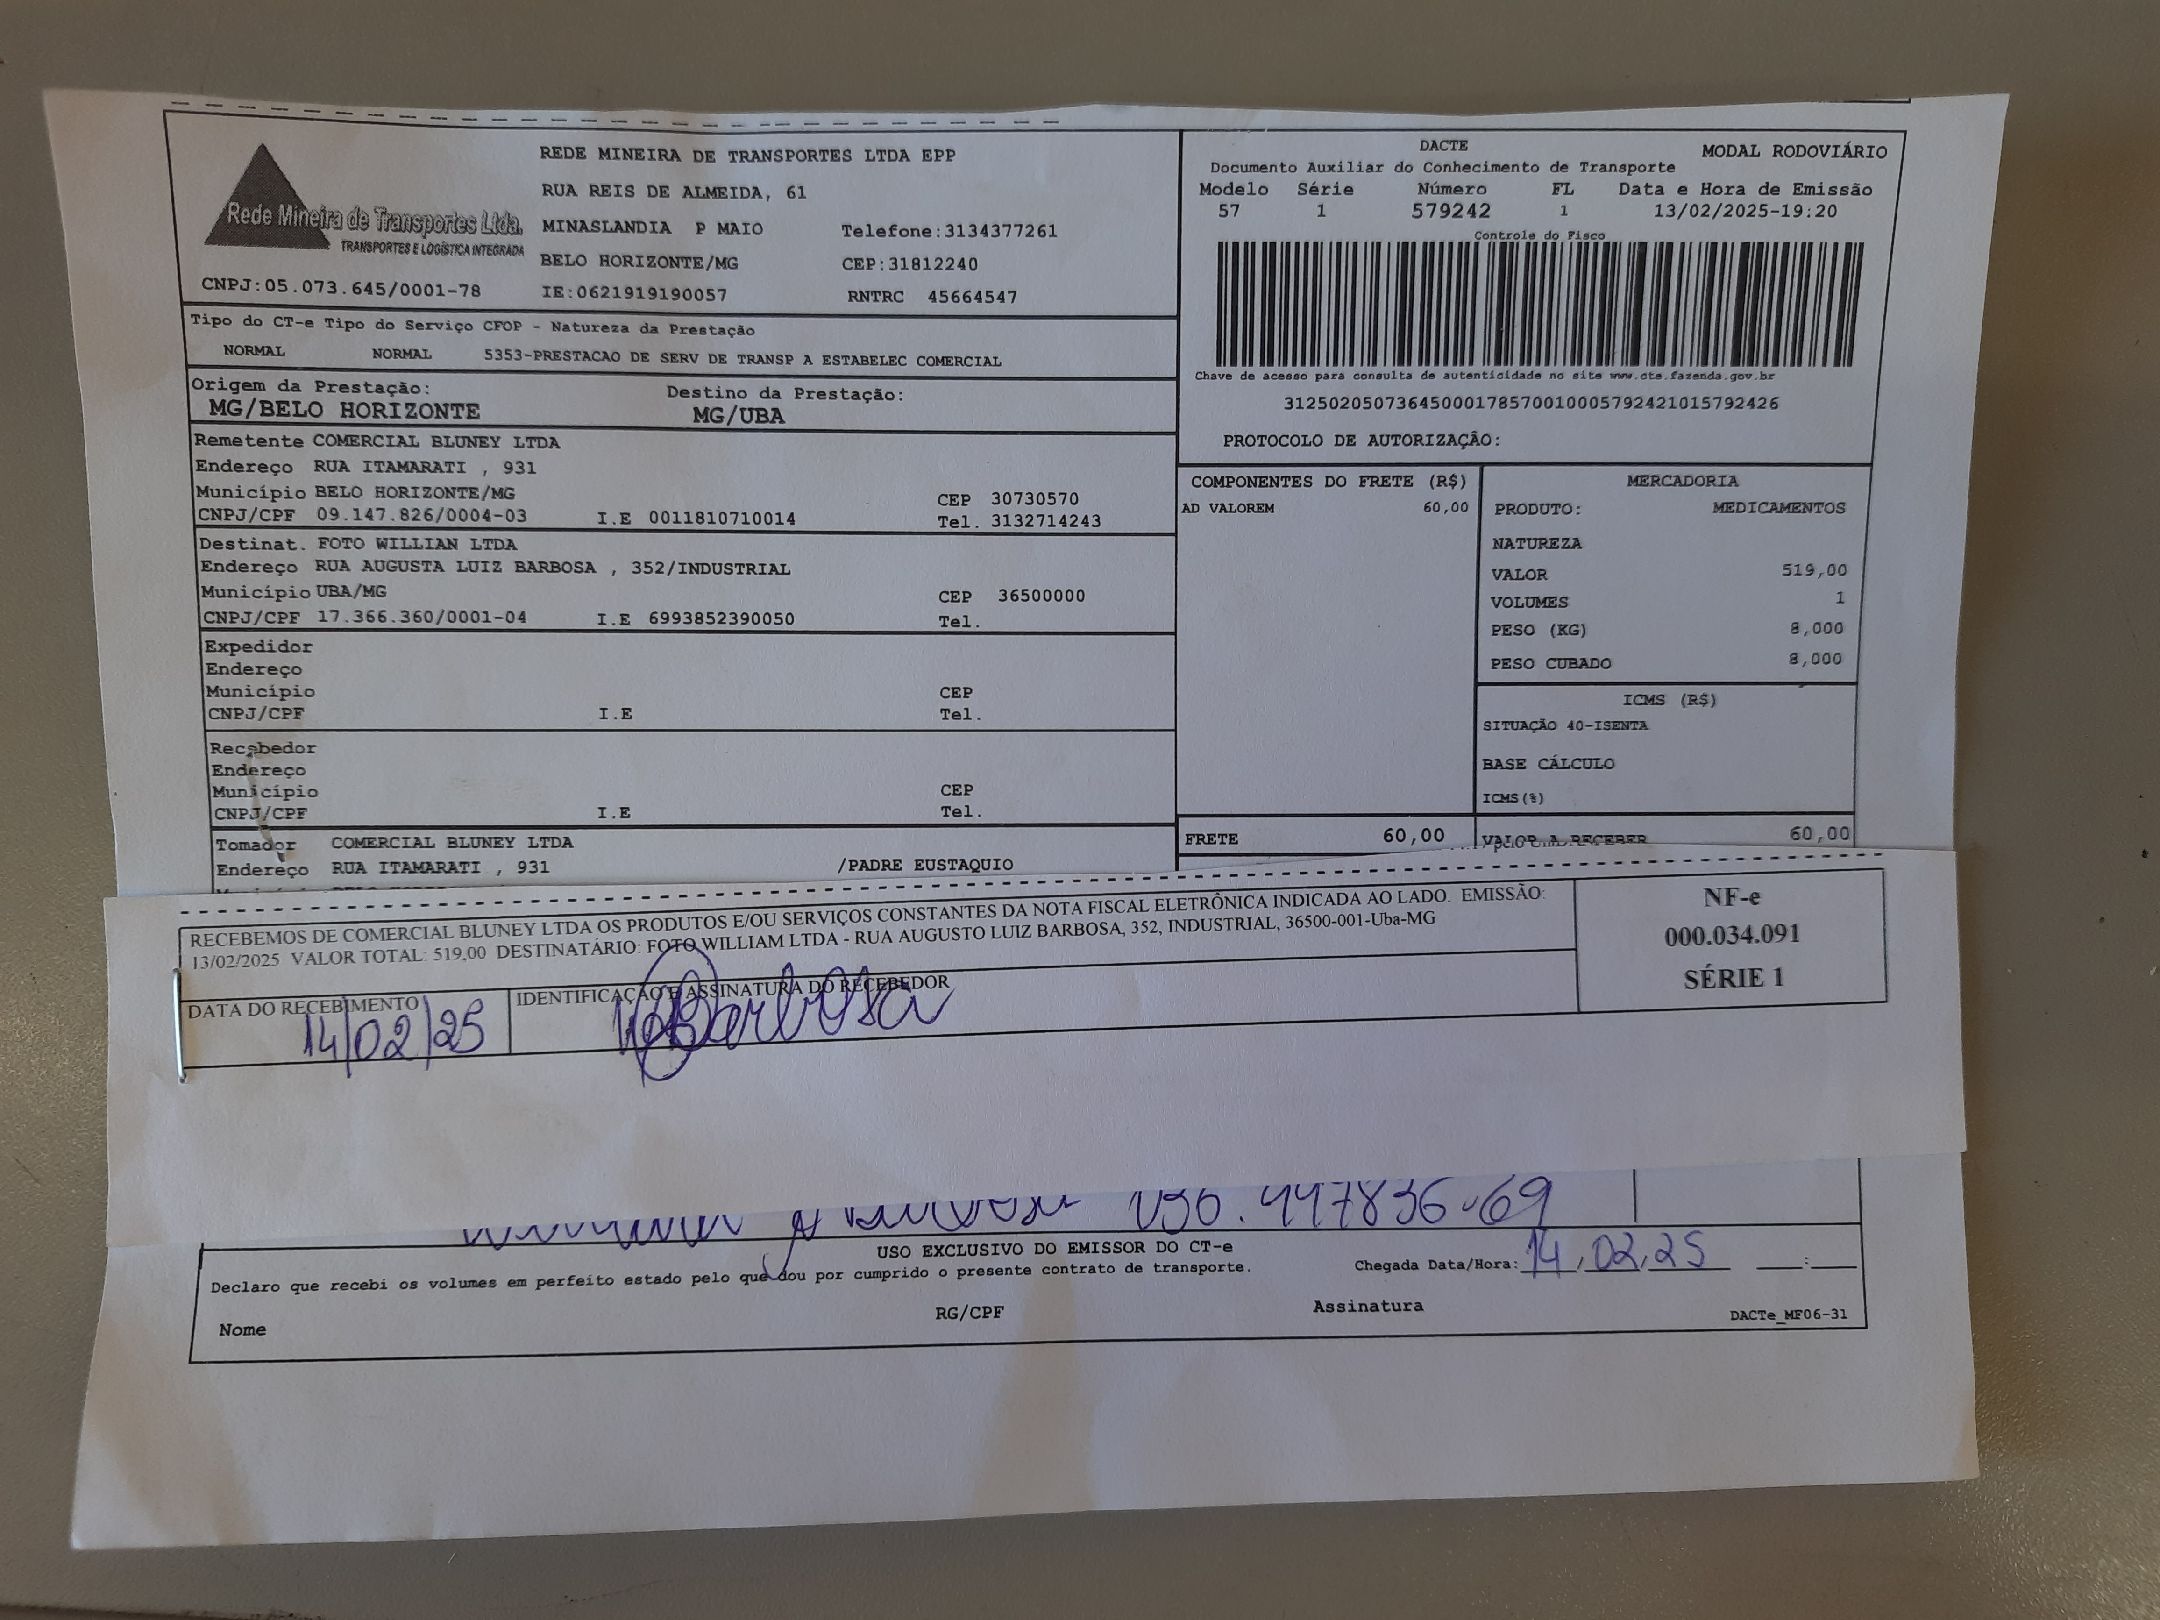 REDE MINEIRA DE TRANSPORTES LTDA EPP
RUA REIS DE ALMEIDA, 61
MINASLANDIA P MAIO Telefone:3134377261
BELO HORIZONTE/MG CEP:31812240
IE:0621919190057 RNTRC 45664547
Rede Mineira de Transportes Ltda.
TRANSPORTES E LOGÍSTICA INTEGRADA
CNPJ:05.073.645/0001-78
DACTE MODAL RODOVIÁRIO
Documento Auxiliar do Conhecimento de Transporte
Modelo Série Número FL Data e Hora de Emissão
57 1 579242 1 13/02/2025-19:20
Controle do Fisco
Chave de acesso para consulta de autenticidade no site www.cte.fazenda.gov.br
31250205073645000178570010005792421015792426
PROTOCOLO DE AUTORIZAÇÃO:
Tipo do CT-e Tipo do Serviço CFOP - Natureza da Prestação
NORMAL NORMAL 5353-PRESTACAO DE SERV DE TRANSP A ESTABELEC COMERCIAL
Origem da Prestação: Destino da Prestação:
MG/BELO HORIZONTE MG/UBA
Remetente COMERCIAL BLUNEY LTDA
Endereço RUA ITAMARATI , 931
Município BELO HORIZONTE/MG CEP 30730570
CNPJ/CPF 09.147.826/0004-03 I.E 0011810710014 Tel. 3132714243
Destinat. FOTO WILLIAN LTDA
Endereço RUA AUGUSTA LUIZ BARBOSA , 352/INDUSTRIAL
Município UBA/MG CEP 36500000
CNPJ/CPF 17.366.360/0001-04 I.E 6993852390050 Tel.
Expedidor
Endereço
Município CEP
CNPJ/CPF I.E Tel.
Recebedor
Endereço
Município CEP
CNPJ/CPF I.E Tel.
Tomador COMERCIAL BLUNEY LTDA
Endereço RUA ITAMARATI , 931 /PADRE EUSTAQUIO
COMPONENTES DO FRETE (R$)
AD VALOREM 60,00
FRETE 60,00
MERCADORIA
PRODUTO: MEDICAMENTOS
NATUREZA
VALOR 519,00
VOLUMES 1
PESO (KG) 8,000
PESO CUBADO 8,000
ICMS (R$)
SITUAÇÃO 40-ISENTA
BASE CÁLCULO
ICMS(%)
VALOR A RECEBER 60,00
RECEBEMOS DE COMERCIAL BLUNEY LTDA OS PRODUTOS E/OU SERVIÇOS CONSTANTES DA NOTA FISCAL ELETRÔNICA INDICADA AO LADO. EMISSÃO:
13/02/2025 VALOR TOTAL: 519,00 DESTINATÁRIO: FOTO WILLIAM LTDA - RUA AUGUSTO LUIZ BARBOSA, 352, INDUSTRIAL, 36500-001-Uba-MG
NF-e
000.034.091
SÉRIE 1
DATA DO RECEBIMENTO IDENTIFICAÇÃO E ASSINATURA DO RECEBEDOR
14/02/25 Barbosa
USO EXCLUSIVO DO EMISSOR DO CT-e
Declaro que recebi os volumes em perfeito estado pelo que dou por cumprido o presente contrato de transporte. Chegada Data/Hora: 14,02,25 __:__
Nome RG/CPF Assinatura
DACTe_MF06-31